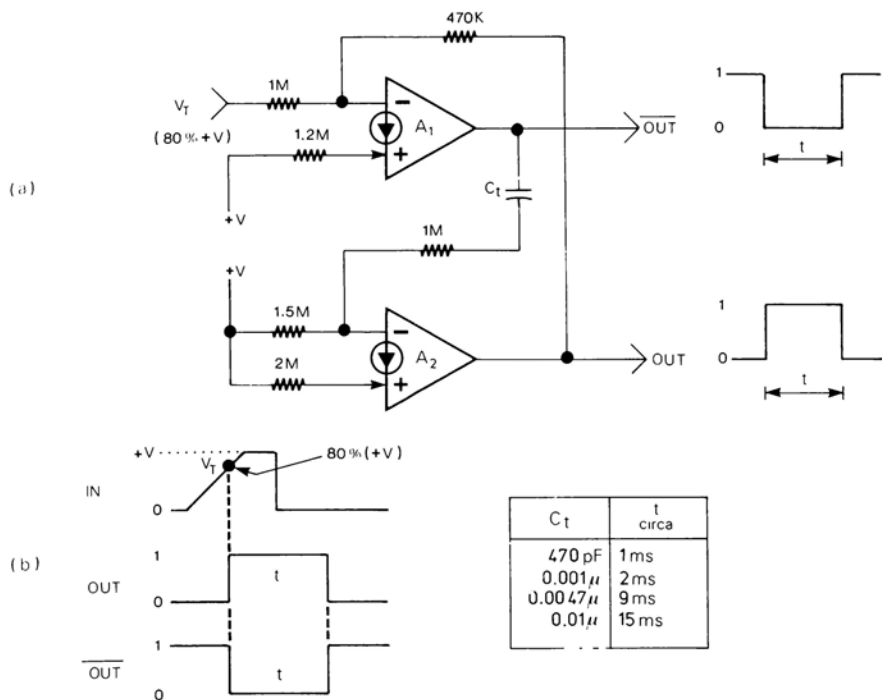 (a)
470K
1M
V_T
(80% +V)
1.2M
−
A₁
+
OUT
1
0
t
C_t
+V
+V
1M
1.5M
−
A₂
2M
+
OUT
1
0
t
(b)
+V
V_T
80% (+V)
IN
0
1
OUT
t
0
1
OUT
t
0
C_t t circa
470 pF 1 ms
0.001μ 2 ms
0.0047μ 9 ms
0.01μ 15 ms